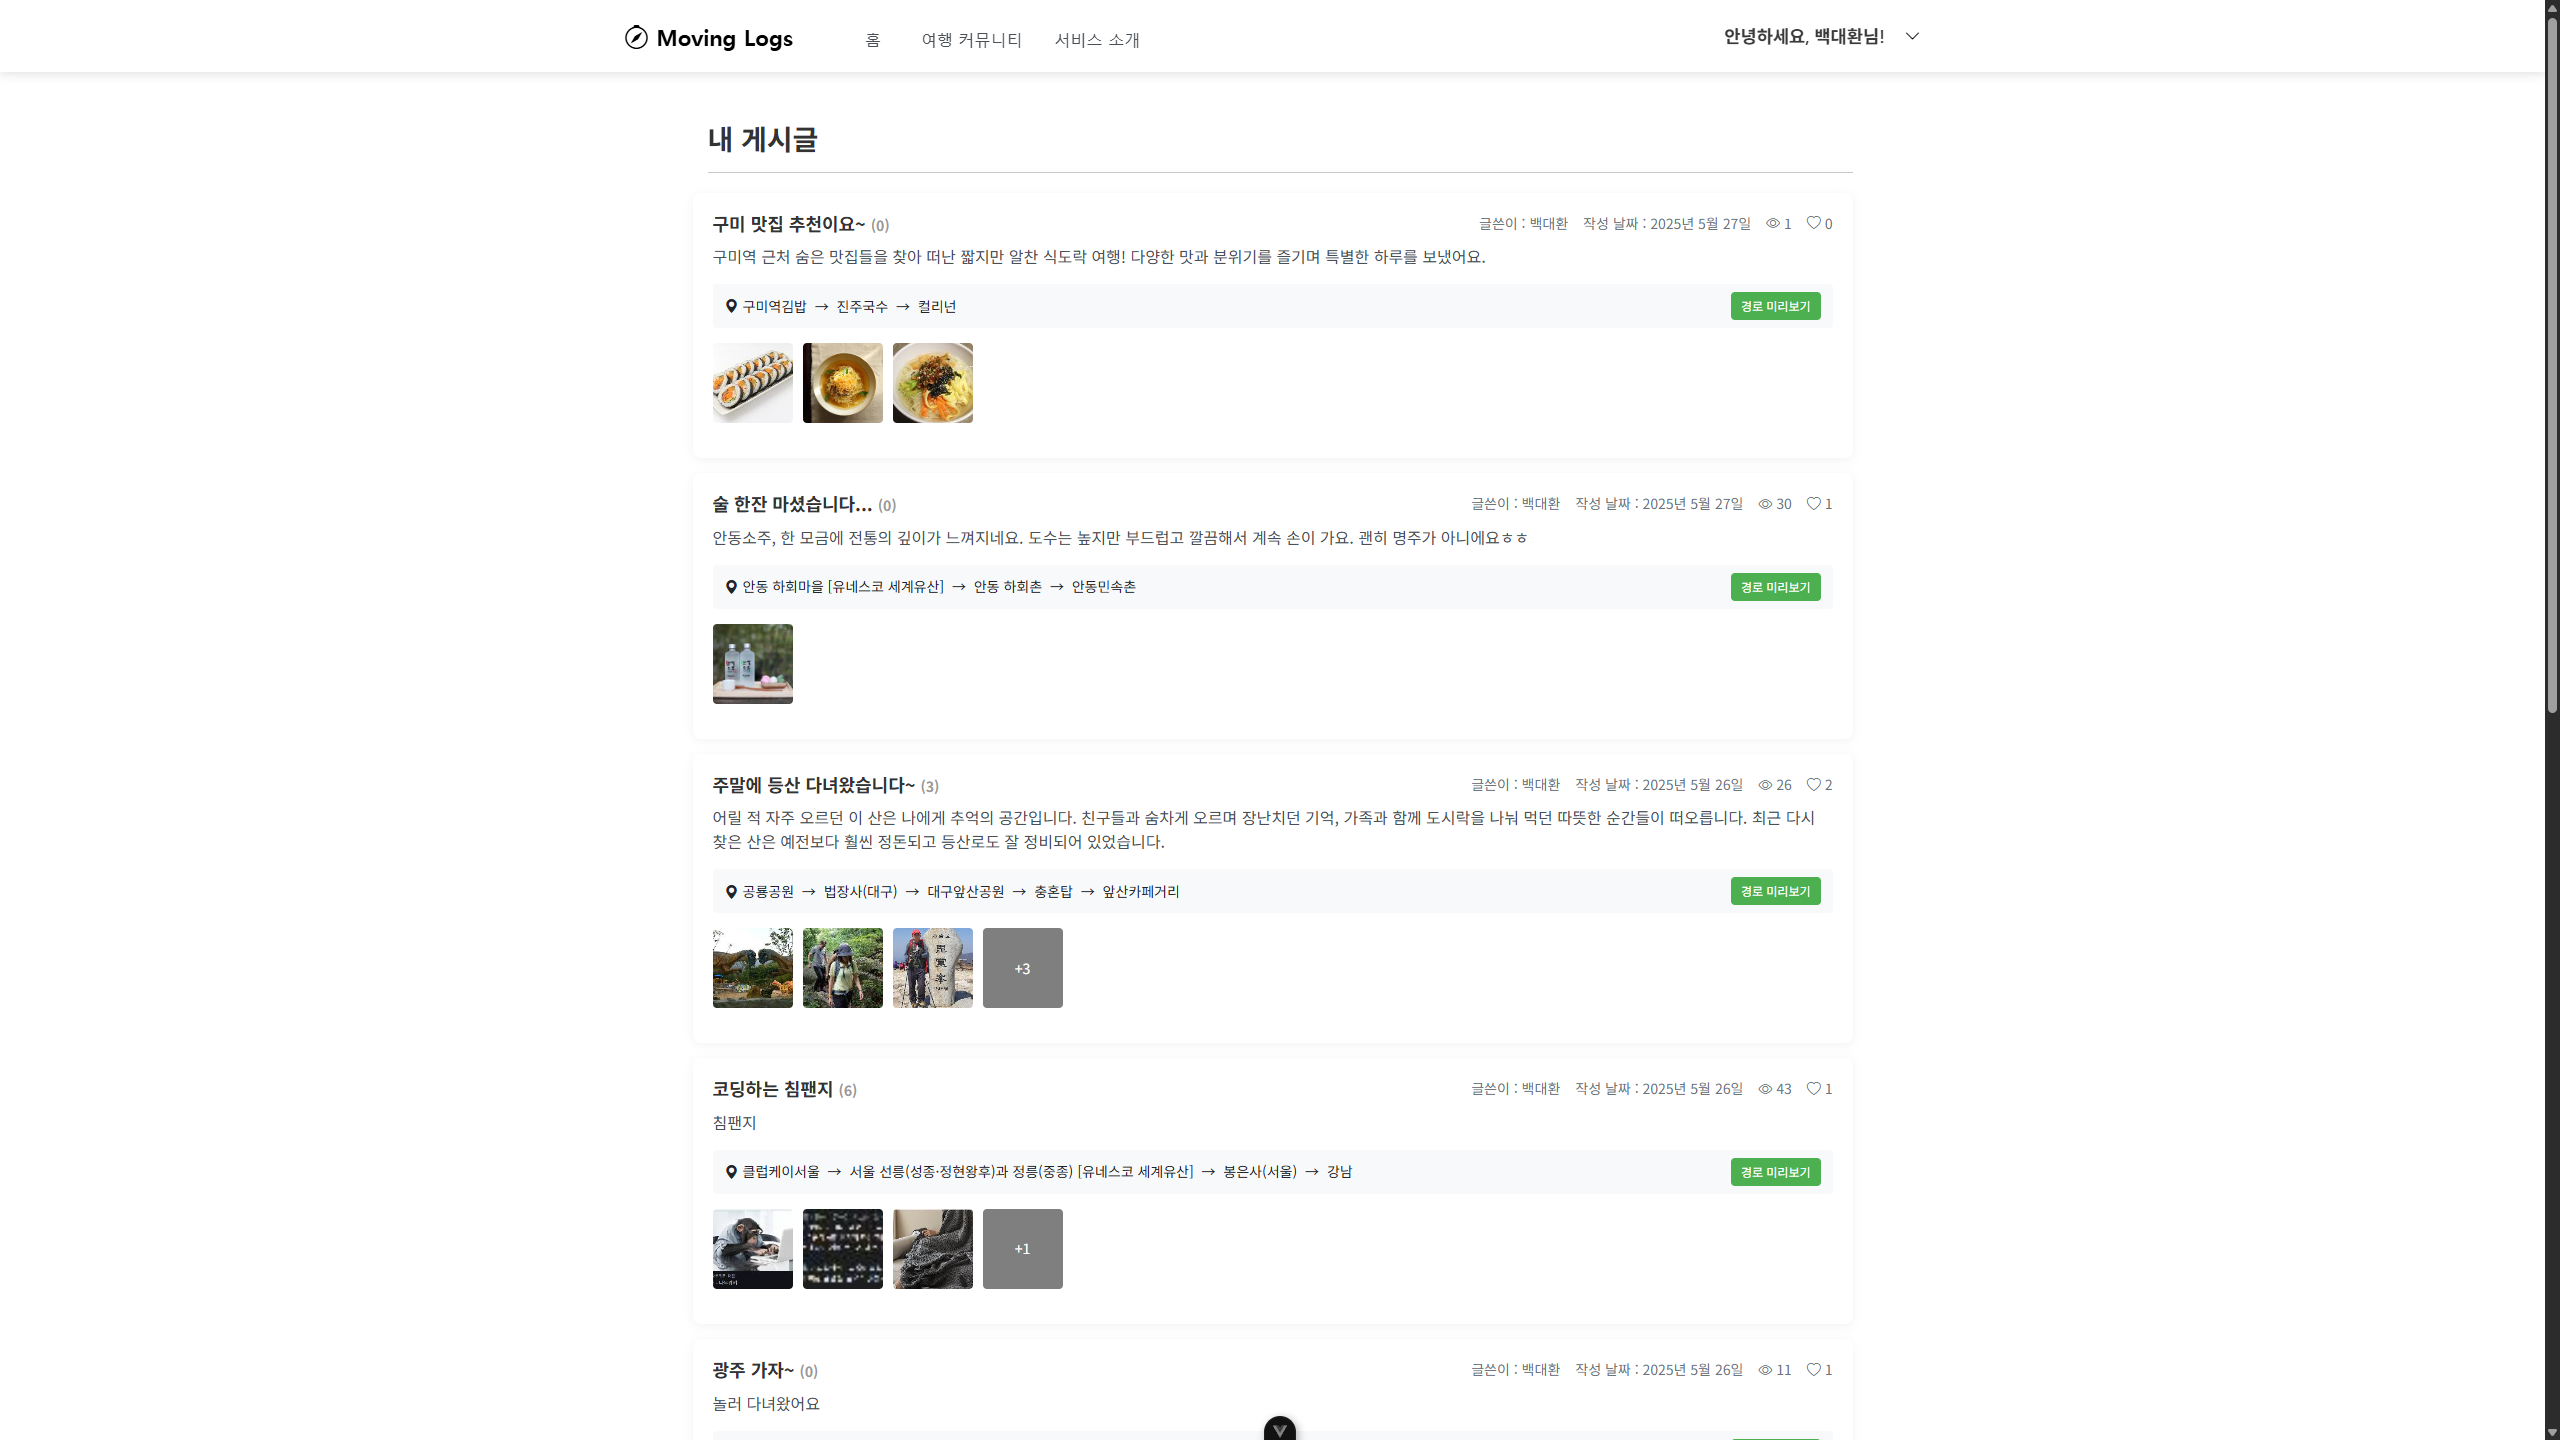 Moving Logs 홈 여행 커뮤니티 서비스 소개 안녕하세요, 백대환님!
내 게시글
구미 맛집 추천이요~ (0) 글쓴이 : 백대환 작성 날짜 : 2025년 5월 27일 1 0
구미역 근처 숨은 맛집들을 찾아 떠난 짧지만 알찬 식도락 여행! 다양한 맛과 분위기를 즐기며 특별한 하루를 보냈어요.
구미역김밥 → 진주국수 → 컬리넌 경로 미리보기
술 한잔 마셨습니다... (0) 글쓴이 : 백대환 작성 날짜 : 2025년 5월 27일 30 1
안동소주, 한 모금에 전통의 깊이가 느껴지네요. 도수는 높지만 부드럽고 깔끔해서 계속 손이 가요. 괜히 명주가 아니에요ㅎㅎ
안동 하회마을 [유네스코 세계유산] → 안동 하회촌 → 안동민속촌 경로 미리보기
주말에 등산 다녀왔습니다~ (3) 글쓴이 : 백대환 작성 날짜 : 2025년 5월 26일 26 2
어릴 적 자주 오르던 이 산은 나에게 추억의 공간입니다. 친구들과 숨차게 오르며 장난치던 기억, 가족과 함께 도시락을 나눠 먹던 따뜻한 순간들이 떠오릅니다. 최근 다시
찾은 산은 예전보다 훨씬 정돈되고 등산로도 잘 정비되어 있었습니다.
공룡공원 → 법장사(대구) → 대구앞산공원 → 충혼탑 → 앞산카페거리 경로 미리보기
+3
코딩하는 침팬지 (6) 글쓴이 : 백대환 작성 날짜 : 2025년 5월 26일 43 1
침팬지
클럽케이서울 → 서울 선릉(성종·정현왕후)과 정릉(중종) [유네스코 세계유산] → 봉은사(서울) → 강남 경로 미리보기
+1
광주 가자~ (0) 글쓴이 : 백대환 작성 날짜 : 2025년 5월 26일 11 1
놀러 다녀왔어요